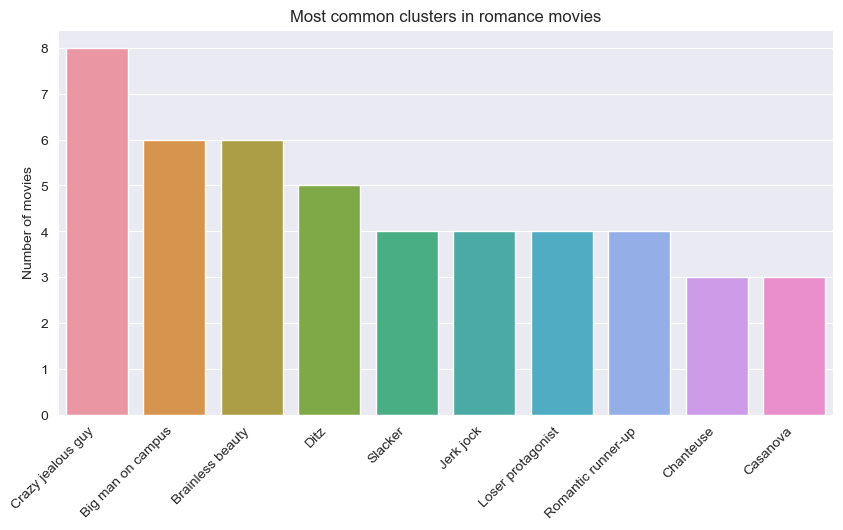 Most common clusters in romance movies
Number of movies
8
7
6
5
4
3
2
1
0
Crazy jealous guy
Big man on campus
Brainless beauty
Ditz
Slacker
Jerk jock
Loser protagonist
Romantic runner-up
Chanteuse
Casanova